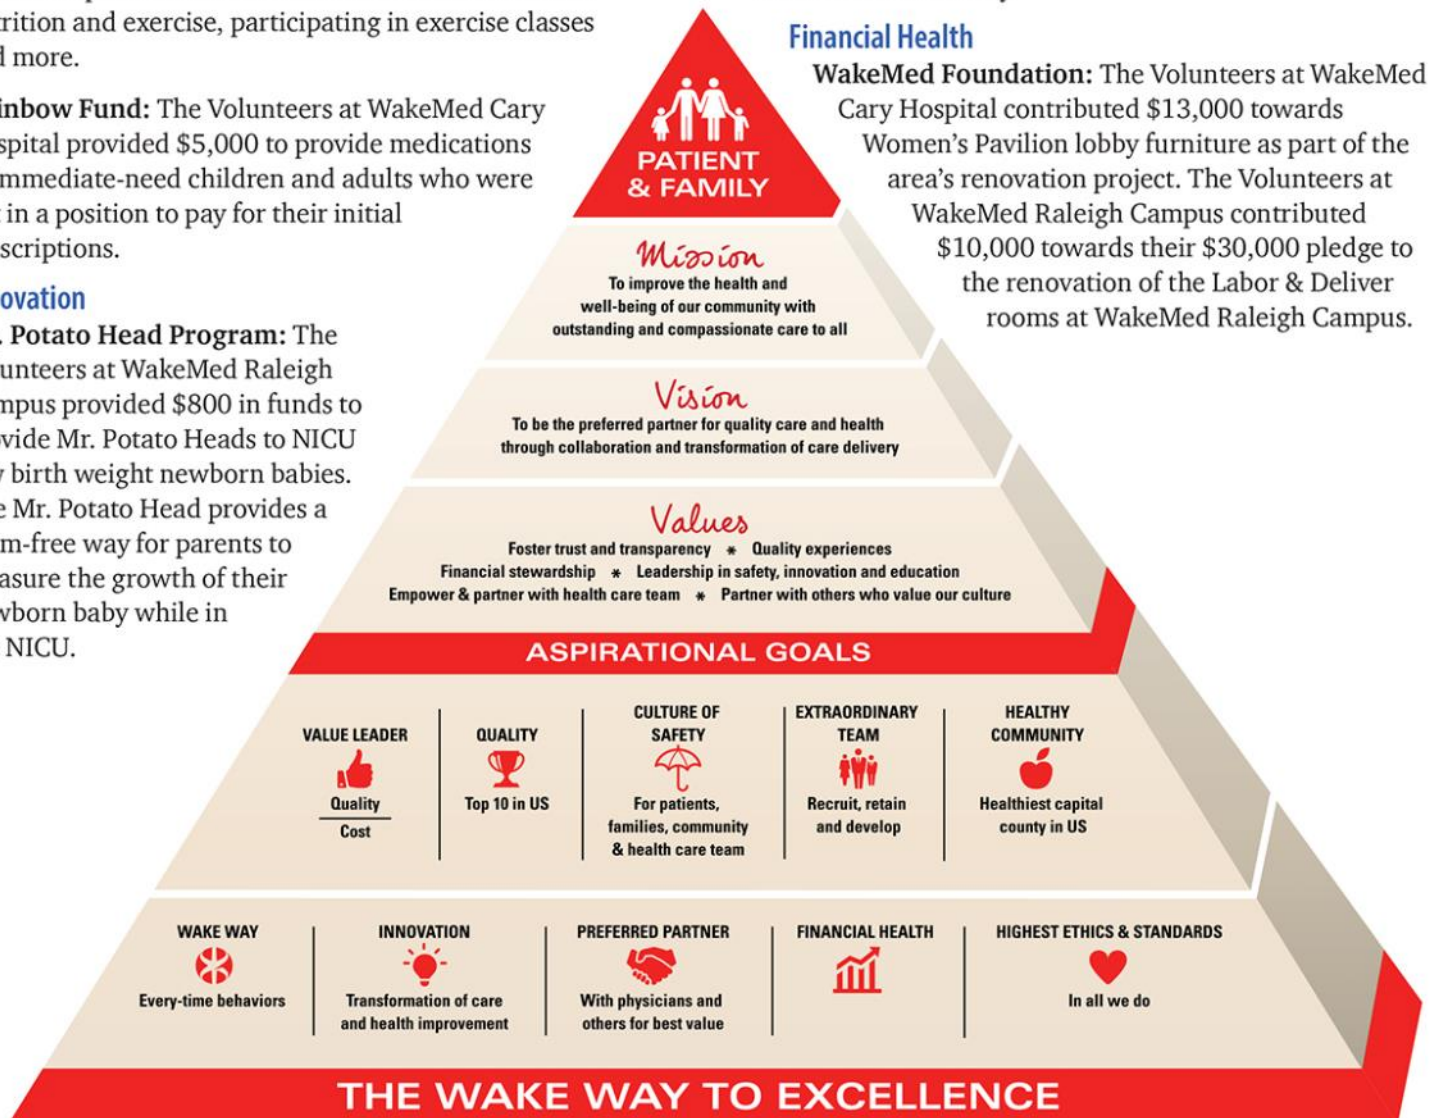 rition and exercise, participating in exercise classes
d more.
inbow Fund: The Volunteers at WakeMed Cary
spital provided $5,000 to provide medications
mmediate-need children and adults who were
t in a position to pay for their initial
scriptions.
ovation
. Potato Head Program: The
unteers at WakeMed Raleigh
mpus provided $800 in funds to
ovide Mr. Potato Heads to NICU
birth weight newborn babies.
e Mr. Potato Head provides a
m-free way for parents to
asure the growth of their
wborn baby while in
NICU.
Financial Health
WakeMed Foundation: The Volunteers at WakeMed
Cary Hospital contributed $13,000 towards
Women's Pavilion lobby furniture as part of the
area's renovation project. The Volunteers at
WakeMed Raleigh Campus contributed
$10,000 towards their $30,000 pledge to
the renovation of the Labor & Deliver
rooms at WakeMed Raleigh Campus.
PATIENT
& FAMILY
Mission
To improve the health and
well-being of our community with
outstanding and compassionate care to all
Vision
To be the preferred partner for quality care and health
through collaboration and transformation of care delivery
Values
Foster trust and transparency * Quality experiences
Financial stewardship * Leadership in safety, innovation and education
Empower & partner with health care team * Partner with others who value our culture
ASPIRATIONAL GOALS
VALUE LEADER
Quality
Cost
QUALITY
Top 10 in US
CULTURE OF
SAFETY
For patients,
families, community
& health care team
EXTRAORDINARY
TEAM
Recruit, retain
and develop
HEALTHY
COMMUNITY
Healthiest capital
county in US
WAKE WAY
Every-time behaviors
INNOVATION
Transformation of care
and health improvement
PREFERRED PARTNER
With physicians and
others for best value
FINANCIAL HEALTH
HIGHEST ETHICS & STANDARDS
In all we do
THE WAKE WAY TO EXCELLENCE